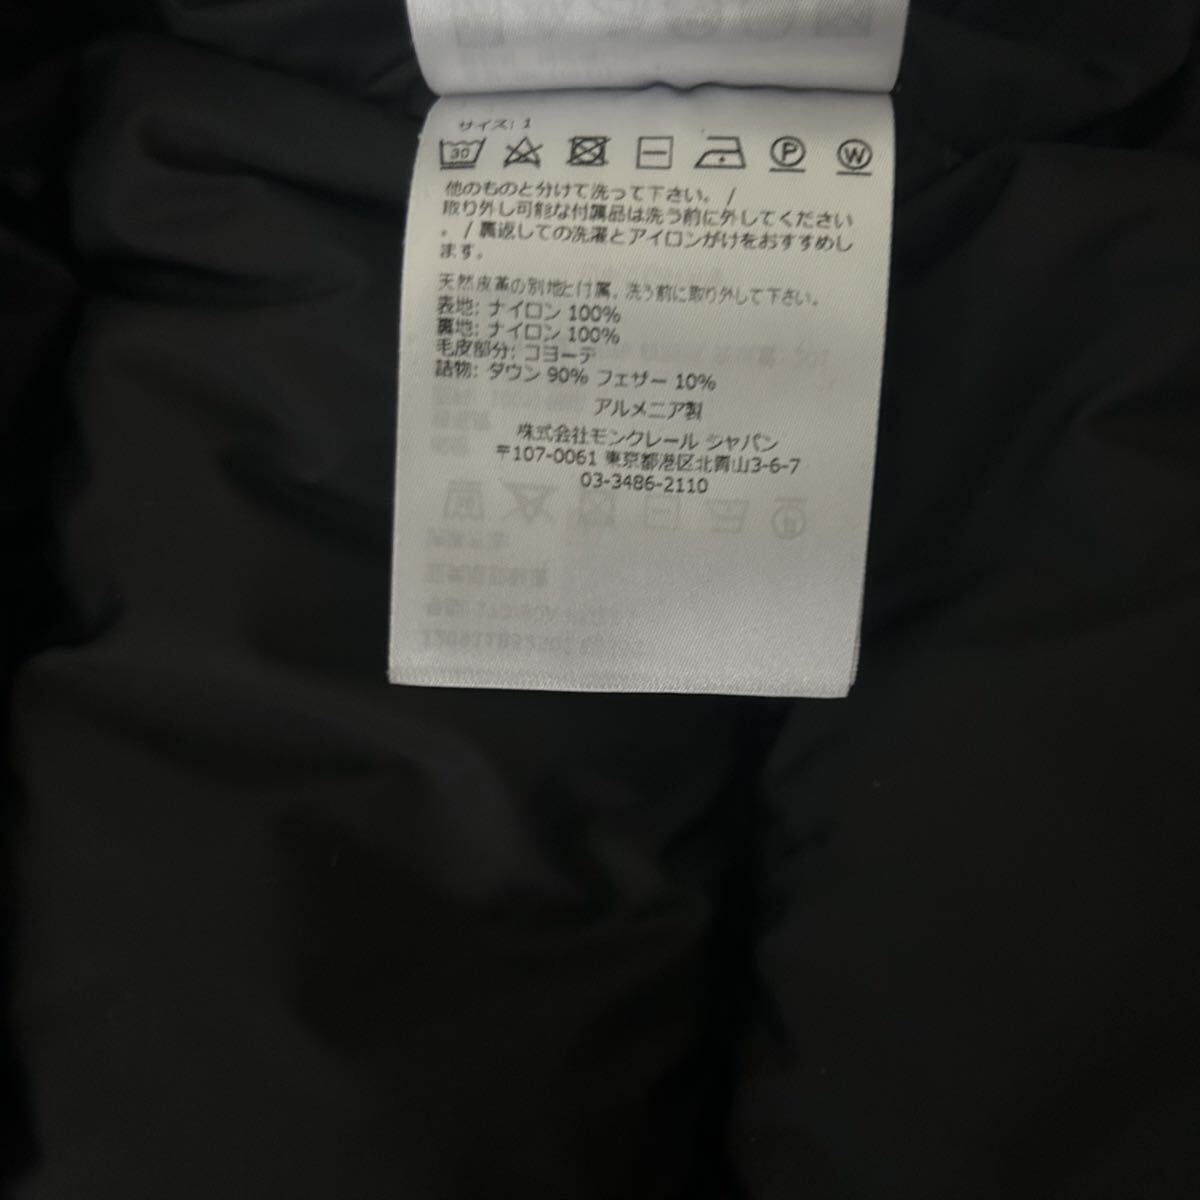 サイズ: 1
30 P W
他のものと分けて洗って下さい。/
取り外し可能な付属品は洗う前に外してください
。/ 裏返しての洗濯とアイロンがけをおすすめし
ます。
天然皮革の別地と付属。洗う前に取り外して下さい。
表地: ナイロン 100%
裏地: ナイロン 100%
毛皮部分: コヨーテ
詰物: ダウン 90% フェザー 10%
アルメニア製
株式会社モンクレール ジャパン
〒107-0061 東京都港区北青山3-6-7
03-3486-2110